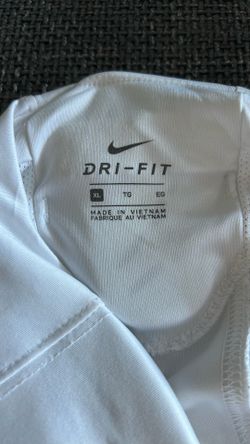 DRI-FIT
XL TG EG
MADE IN VIETNAM
FABRIQUÉ AU VIETNAM